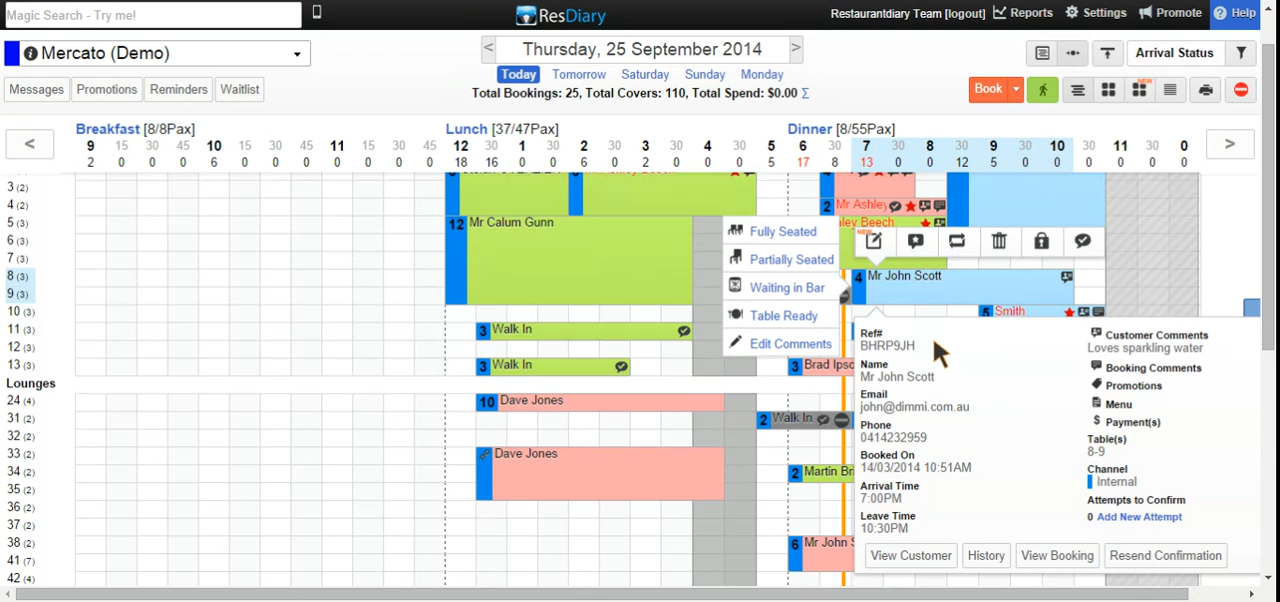 Magic Search - Try me!
ResDiary
Restaurantdiary Team [logout]
Reports
Settings
Promote
Help
Mercato (Demo)
<
Thursday, 25 September 2014
>
Arrival Status
Today Tomorrow Saturday Sunday Monday
Messages
Promotions
Reminders
Waitlist
Total Bookings: 25, Total Covers: 110, Total Spend: $0.00 Σ
Book
NEW
<
Breakfast [8/8Pax]
Lunch [37/47Pax]
Dinner [8/55Pax]
>
9 15 30 45 10 15 30 45 11 15 30 45 12 30 1 30 2 30 3 30 4 30 5 30 6 30 7 30 8 30 9 30 10 30 11 30 0
2 0 0 0 0 0 0 0 0 0 0 0 18 16 0 0 6 0 0 0 0 0 5 6 17 8 13 0 0 12 5 0 0 0 0 0 0
3 (2)
4 (2)
2 Mr Ashley
5 (3)
12 Mr Calum Gunn
ley Beech
6 (3)
7 (3)
8 (3)
4 Mr John Scott
9 (3)
10 (3)
5 Smith
11 (3)
3 Walk In
12 (3)
13 (3)
3 Walk In
3 Brad Ipso
Lounges
24 (4)
10 Dave Jones
31 (2)
2 Walk In
32 (2)
33 (2)
Dave Jones
34 (2)
2 Martin Bri
35 (2)
36 (2)
37 (2)
38 (2)
6 Mr John S
41 (7)
42 (4)
Fully Seated
Partially Seated
Waiting in Bar
Table Ready
Edit Comments
NEW
Ref#
BHRP9JH
Name
Mr John Scott
Email
john@dimmi.com.au
Phone
0414232959
Booked On
14/03/2014 10:51AM
Arrival Time
7:00PM
Leave Time
10:30PM
Customer Comments
Loves sparkling water
Booking Comments
Promotions
Menu
$ Payment(s)
Table(s)
8-9
Channel
Internal
Attempts to Confirm
0 Add New Attempt
View Customer
History
View Booking
Resend Confirmation